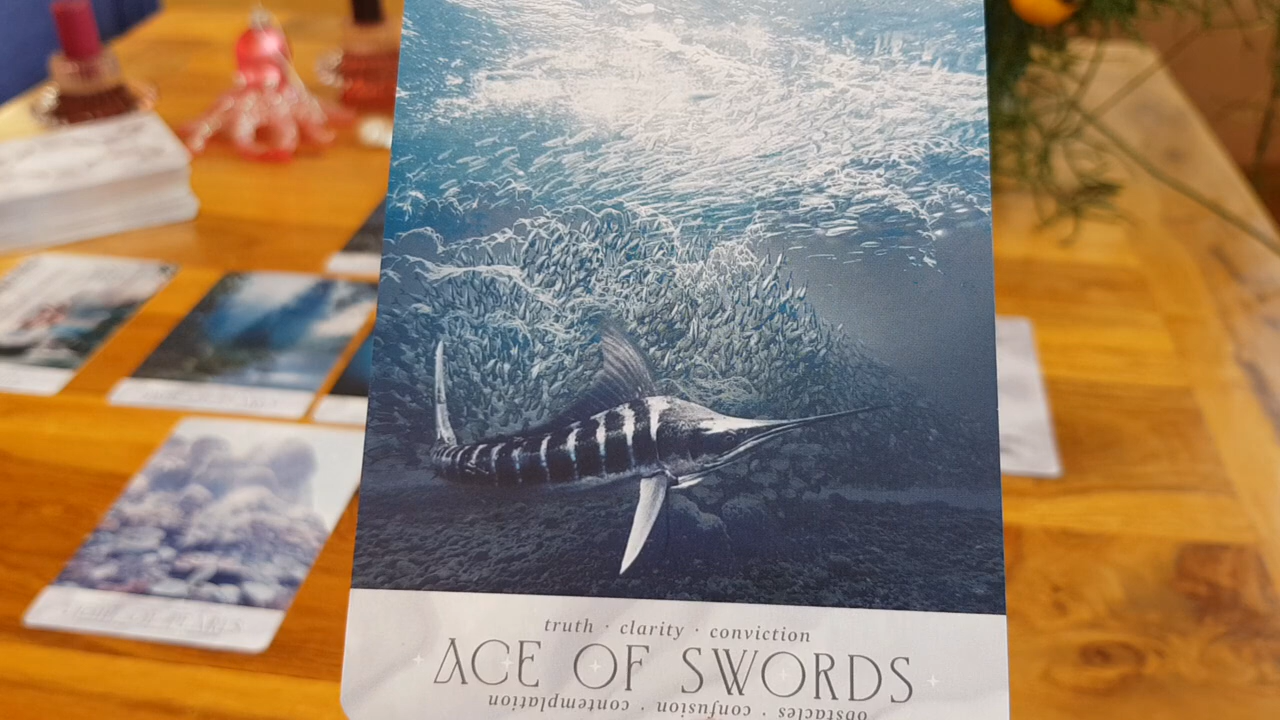 truth · clarity · conviction
ACE OF SWORDS
obstacles · confusion · contemplation